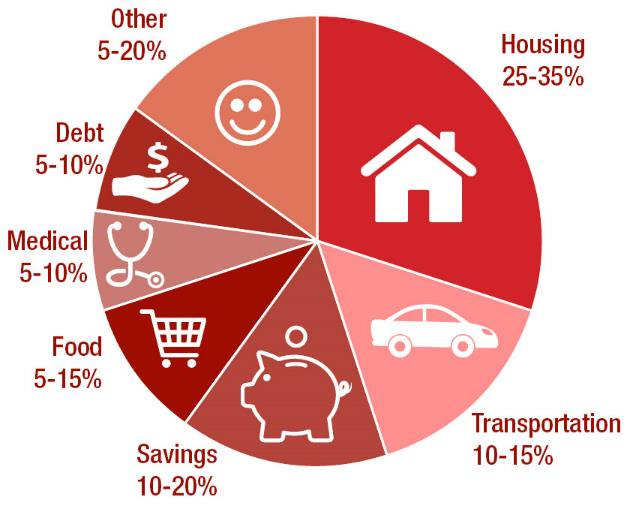 Other
5-20%
Housing
25-35%
Debt
5-10%
$
Medical
5-10%
Food
5-15%
Transportation
10-15%
Savings
10-20%